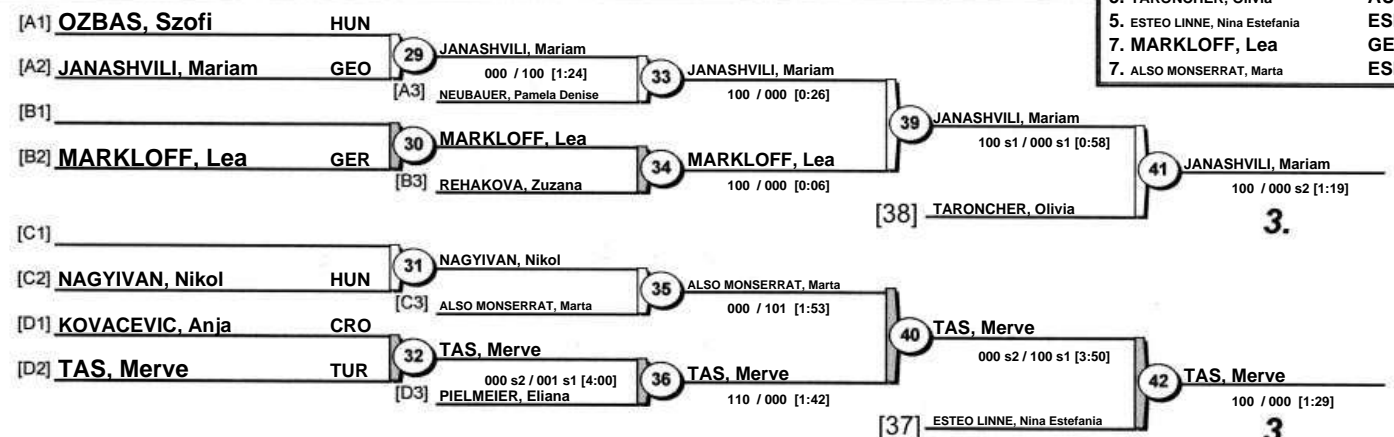 5. ESTEO LINNE, Nina Estefania ES
7. MARKLOFF, Lea GE
7. ALSO MONSERRAT, Marta ES
[A1] OZBAS, Szofi HUN
[A2] JANASHVILI, Mariam GEO
29
JANASHVILI, Mariam
000 / 100 [1:24]
[A3] NEUBAUER, Pamela Denise
33
JANASHVILI, Mariam
100 / 000 [0:26]
[B1]
[B2] MARKLOFF, Lea GER
30
MARKLOFF, Lea
[B3] REHAKOVA, Zuzana
34
MARKLOFF, Lea
100 / 000 [0:06]
39
JANASHVILI, Mariam
100 s1 / 000 s1 [0:58]
[38] TARONCHER, Olivia
41
JANASHVILI, Mariam
100 / 000 s2 [1:19]
3.
[C1]
[C2] NAGYIVAN, Nikol HUN
31
NAGYIVAN, Nikol
[C3] ALSO MONSERRAT, Marta
35
ALSO MONSERRAT, Marta
000 / 101 [1:53]
[D1] KOVACEVIC, Anja CRO
[D2] TAS, Merve TUR
32
TAS, Merve
000 s2 / 001 s1 [4:00]
[D3] PIELMEIER, Eliana
36
TAS, Merve
110 / 000 [1:42]
40
TAS, Merve
000 s2 / 100 s1 [3:50]
[37] ESTEO LINNE, Nina Estefania
42
TAS, Merve
100 / 000 [1:29]
3